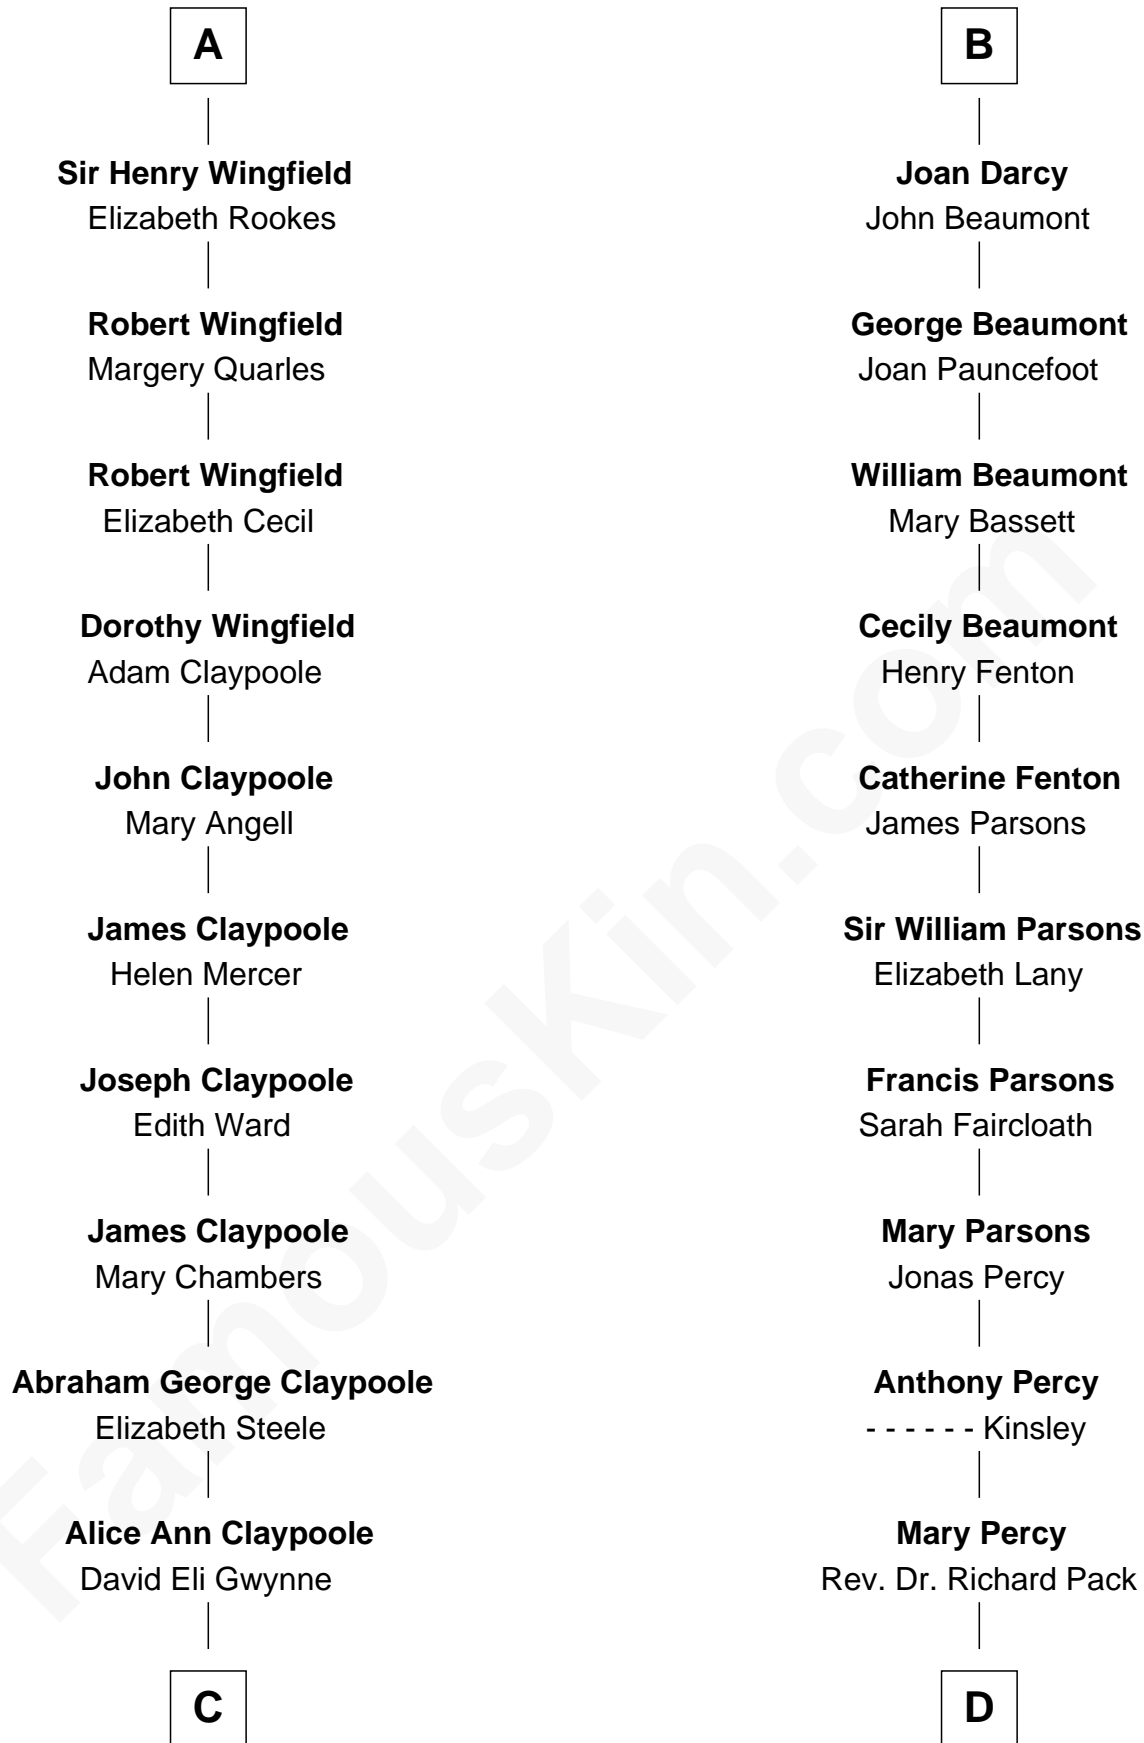 A
Sir Henry Wingfield
Elizabeth Rookes
Robert Wingfield
Margery Quarles
Robert Wingfield
Elizabeth Cecil
Dorothy Wingfield
Adam Claypoole
John Claypoole
Mary Angell
James Claypoole
Helen Mercer
Joseph Claypoole
Edith Ward
James Claypoole
Mary Chambers
Abraham George Claypoole
Elizabeth Steele
Alice Ann Claypoole
David Eli Gwynne
C
B
Joan Darcy
John Beaumont
George Beaumont
Joan Pauncefoot
William Beaumont
Mary Bassett
Cecily Beaumont
Henry Fenton
Catherine Fenton
James Parsons
Sir William Parsons
Elizabeth Lany
Francis Parsons
Sarah Faircloath
Mary Parsons
Jonas Percy
Anthony Percy
- - - - - - Kinsley
Mary Percy
Rev. Dr. Richard Pack
D
FamousKin.com